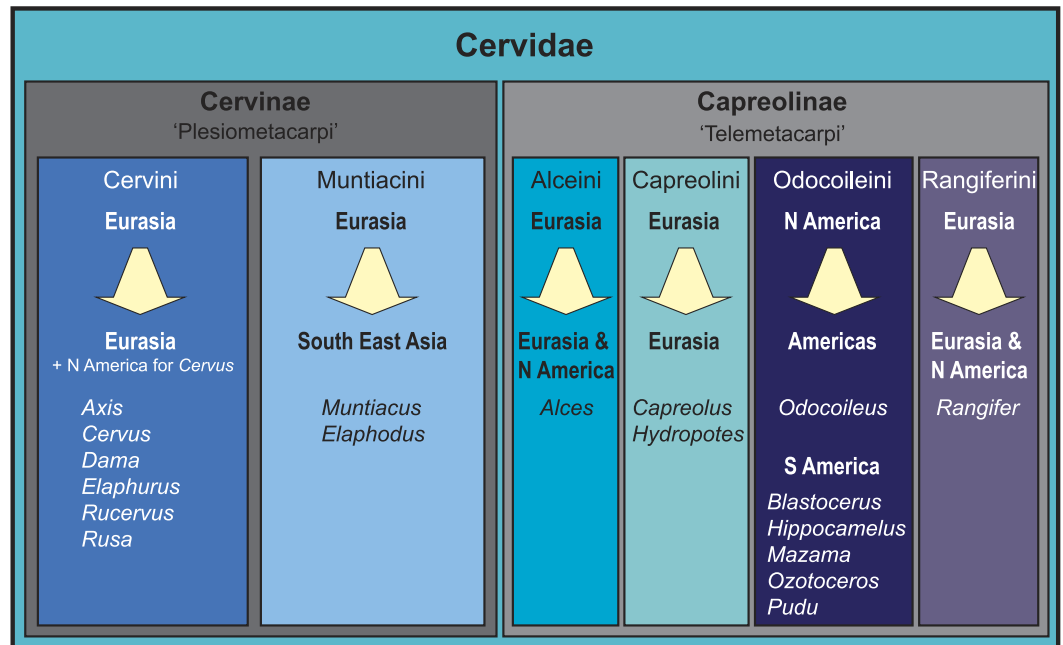 Cervidae
Cervinae
'Plesiometacarpi'
Cervini
Eurasia
Eurasia
+ N America for Cervus
Axis
Cervus
Dama
Elaphurus
Rucervus
Rusa
Muntiacini
Eurasia
South East Asia
Muntiacus
Elaphodus
Capreolinae
'Telemetacarpi'
Alceini
Eurasia
Eurasia &
N America
Alces
Capreolini
Eurasia
Eurasia
Capreolus
Hydropotes
Odocoileini
N America
Americas
Odocoileus
S America
Blastocerus
Hippocamelus
Mazama
Ozotoceros
Pudu
Rangiferini
Eurasia
Eurasia &
N America
Rangifer